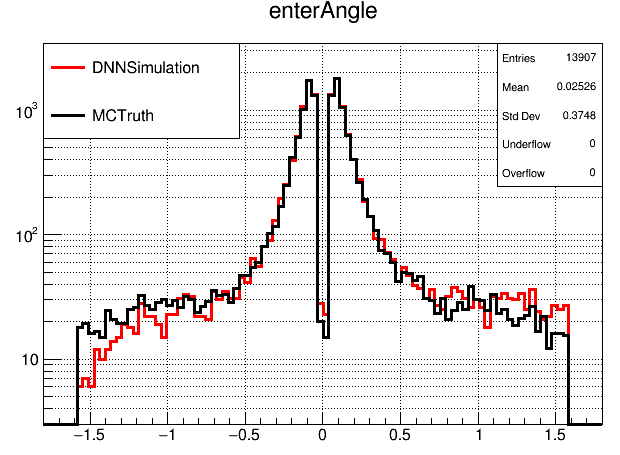 enterAngle
DNNSimulation
MCTruth
Entries 13907
Mean 0.02526
Std Dev 0.3748
Underflow 0
Overflow 0
10³
10²
10
−1.5 −1 −0.5 0 0.5 1 1.5